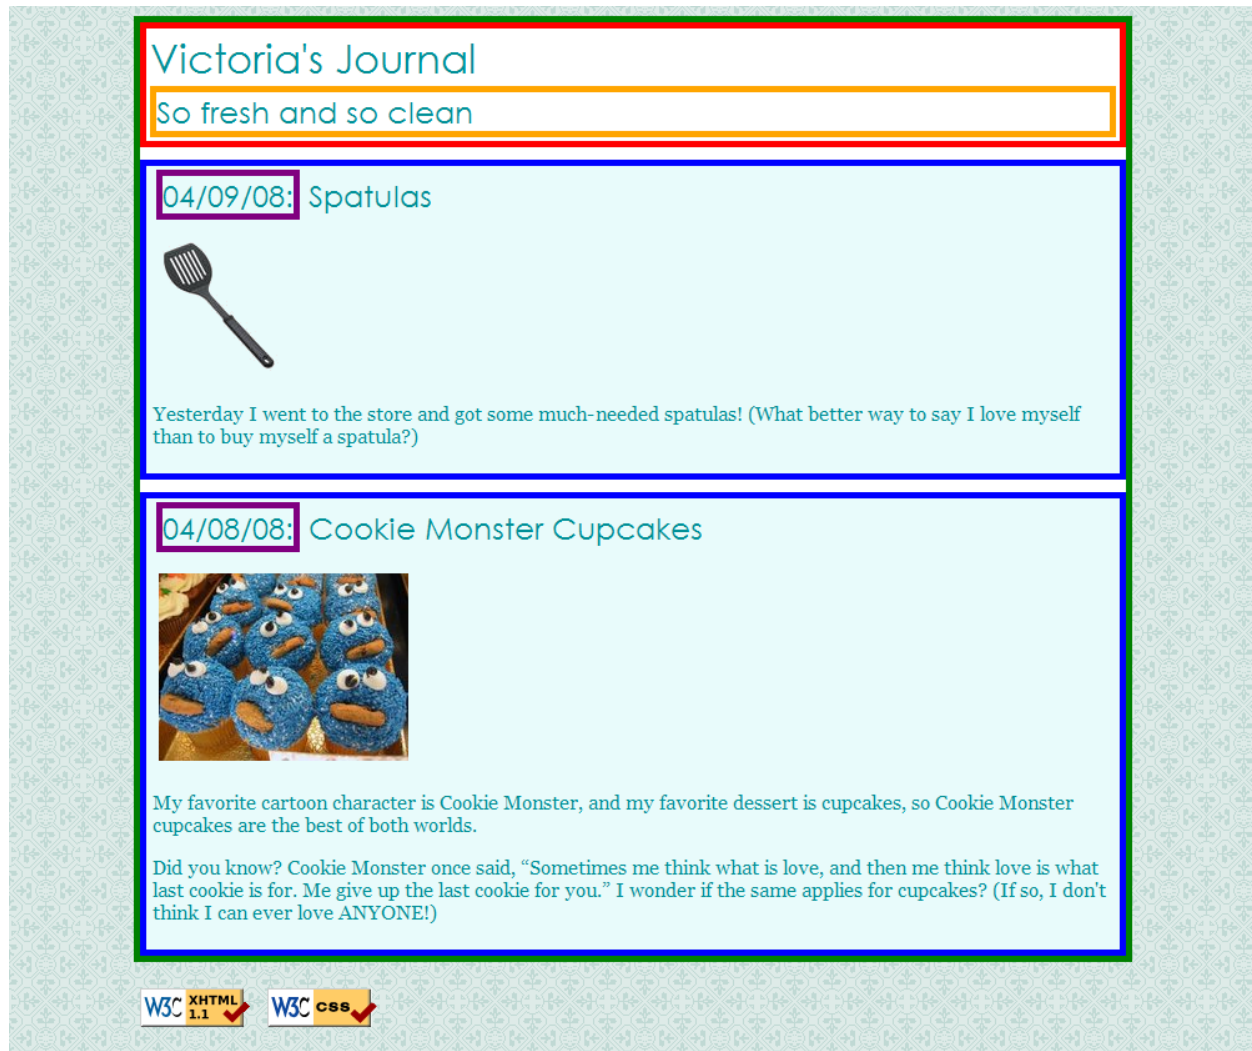 Victoria's Journal
So fresh and so clean
04/09/08: Spatulas
Yesterday I went to the store and got some much-needed spatulas! (What better way to say I love myself
than to buy myself a spatula?)
04/08/08: Cookie Monster Cupcakes
My favorite cartoon character is Cookie Monster, and my favorite dessert is cupcakes, so Cookie Monster
cupcakes are the best of both worlds.
Did you know? Cookie Monster once said, “Sometimes me think what is love, and then me think love is what
last cookie is for. Me give up the last cookie for you.” I wonder if the same applies for cupcakes? (If so, I don't
think I can ever love ANYONE!)
W3C XHTML 1.1 W3C css